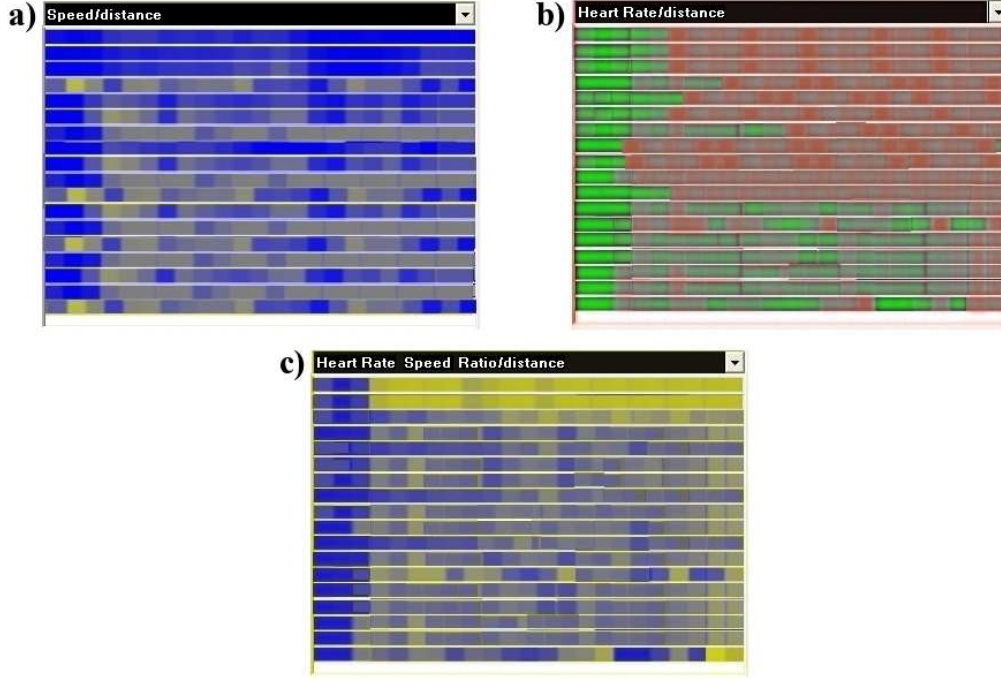 a) Speed/distance
b) Heart Rate/distance
c) Heart Rate Speed Ratio/distance